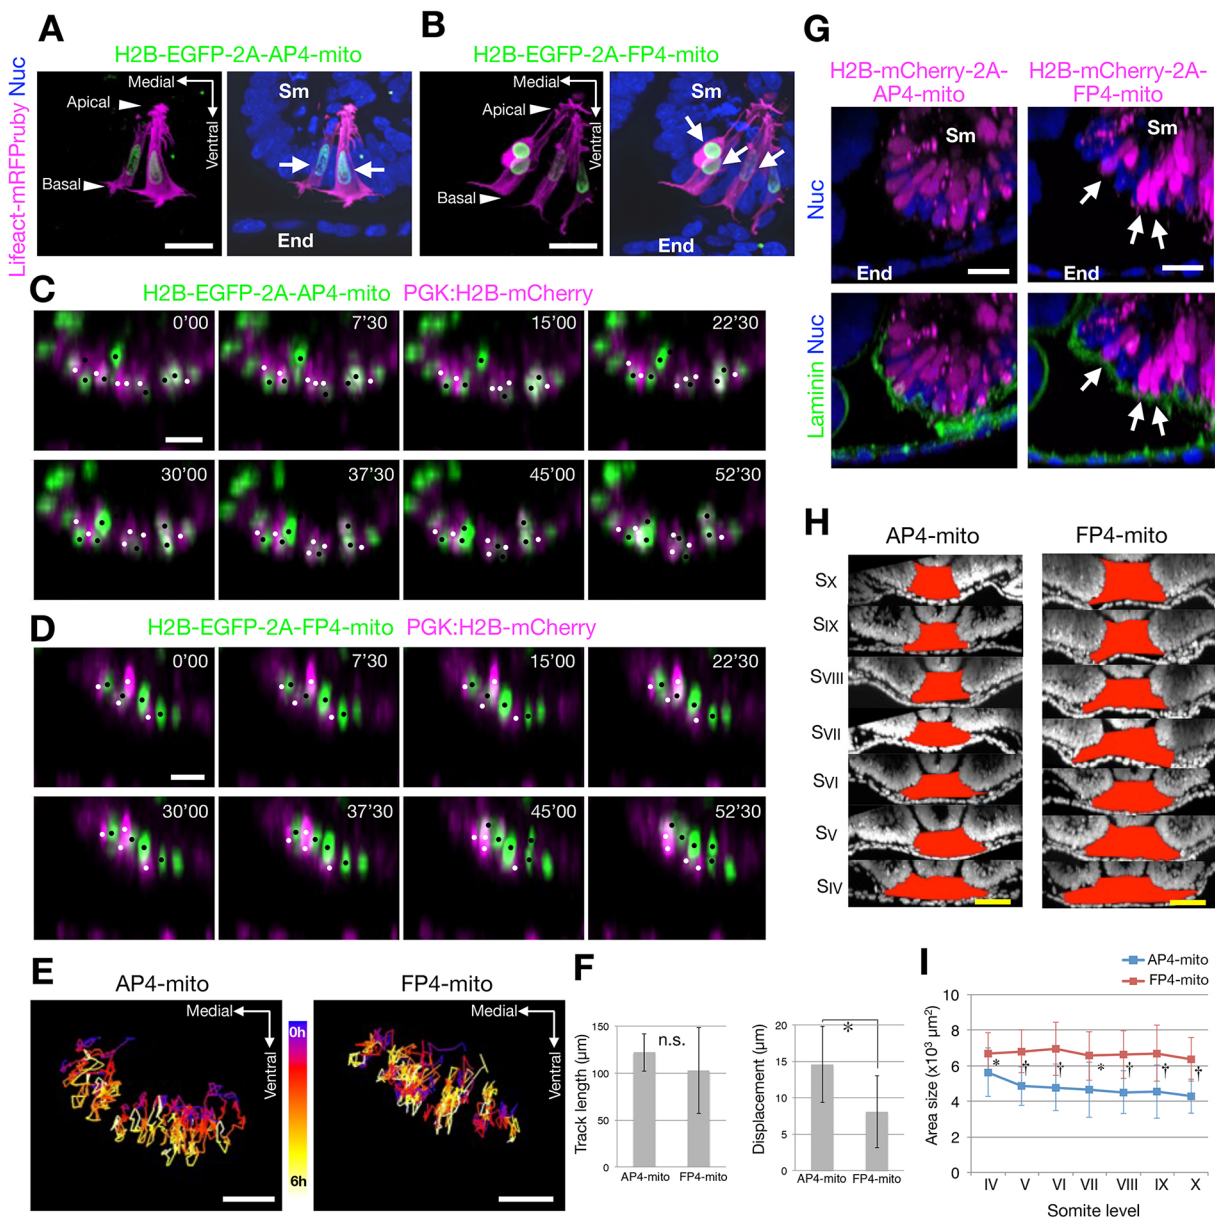 A
H2B-EGFP-2A-AP4-mito
Lifeact-mRFPruby Nuc
Medial
Apical
Ventral
Basal
Sm
End
B
H2B-EGFP-2A-FP4-mito
Medial
Apical
Ventral
Basal
Sm
End
C
H2B-EGFP-2A-AP4-mito PGK:H2B-mCherry
0'00
7'30
15'00
22'30
30'00
37'30
45'00
52'30
D
H2B-EGFP-2A-FP4-mito PGK:H2B-mCherry
0'00
7'30
15'00
22'30
30'00
37'30
45'00
52'30
E
AP4-mito
FP4-mito
Medial
Ventral
0h
6h
Medial
Ventral
F
Track length (µm)
150
100
50
0
n.s.
AP4-mito FP4-mito
Displacement (µm)
20
15
10
5
0
*
AP4-mito FP4-mito
G
H2B-mCherry-2A-
AP4-mito
H2B-mCherry-2A-
FP4-mito
Nuc
Sm
End
Sm
End
Laminin Nuc
H
AP4-mito
FP4-mito
SX
SIX
SVIII
SVII
SVI
SV
SIV
I
AP4-mito
FP4-mito
Area size (x10³ µm²)
10
8
6
4
2
0
* † † * † † †
IV V VI VII VIII IX X
Somite level